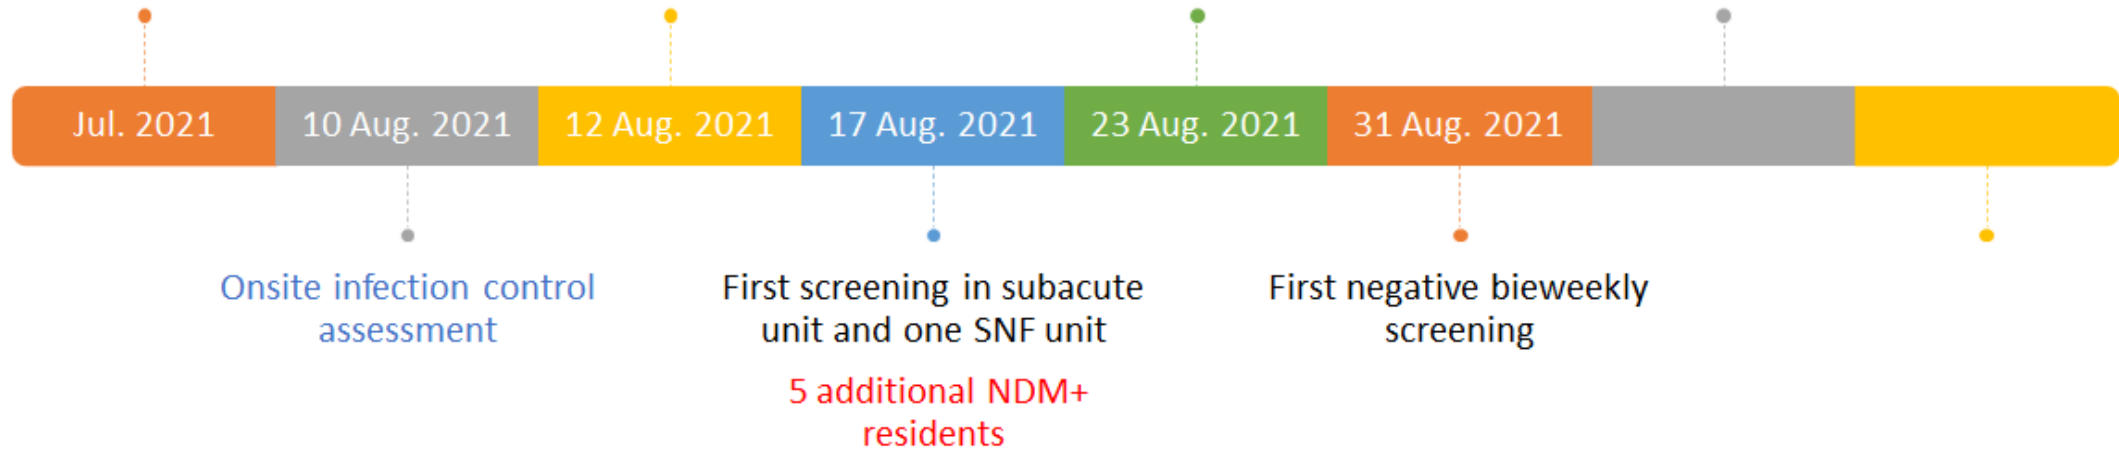 Jul. 2021
10 Aug. 2021
12 Aug. 2021
17 Aug. 2021
23 Aug. 2021
31 Aug. 2021
Onsite infection control
assessment
First screening in subacute
unit and one SNF unit
5 additional NDM+
residents
First negative bieweekly
screening